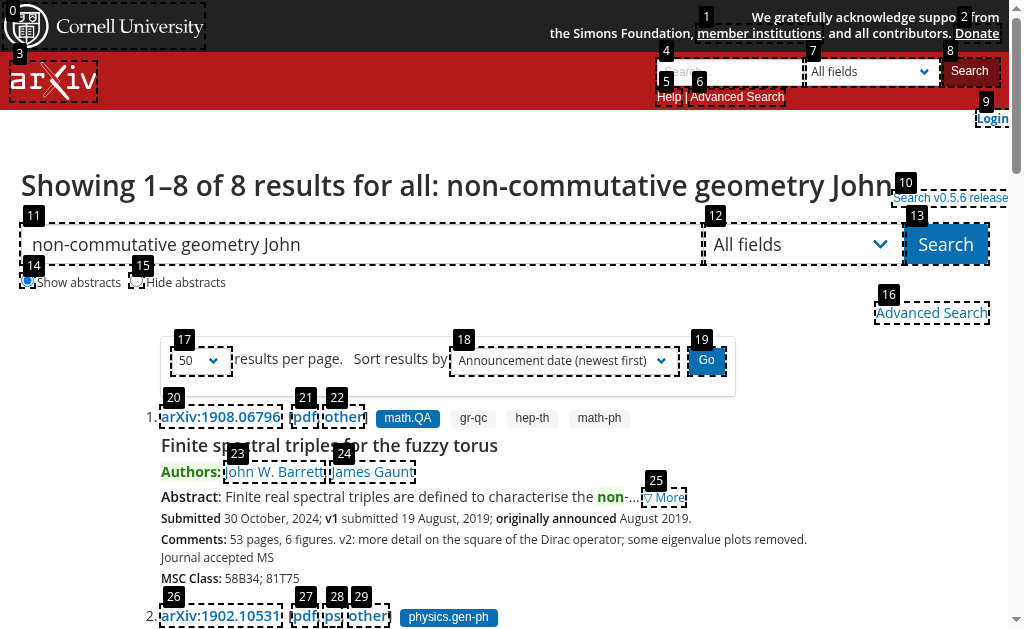 0
Cornell University
1
2
We gratefully acknowledge suppo from
the Simons Foundation, member institutions, and all contributors. Donate
3
arXiv
4
7
8
Search...
All fields
Search
5
6
Help | Advanced Search
9
Login
Showing 1–8 of 8 results for all: non-commutative geometry John
10
Search v0.5.6 release
11
12
13
non-commutative geometry John
All fields
Search
14
15
Show abstracts
Hide abstracts
16
Advanced Search
17
18
19
50
results per page.
Sort results by
Announcement date (newest first)
Go
20
21
22
1.
arXiv:1908.06796
[pdf, other]
math.QA
gr-qc
hep-th
math-ph
Finite spectral triples for the fuzzy torus
23
24
Authors: John W. Barrett, James Gaunt
25
Abstract: Finite real spectral triples are defined to characterise the non-… ▽ More
Submitted 30 October, 2024; v1 submitted 19 August, 2019; originally announced August 2019.
Comments: 53 pages, 6 figures. v2: more detail on the square of the Dirac operator; some eigenvalue plots removed.
Journal accepted MS
MSC Class: 58B34; 81T75
26
27
28
29
2.
arXiv:1902.10531
[pdf, ps, other]
physics.gen-ph